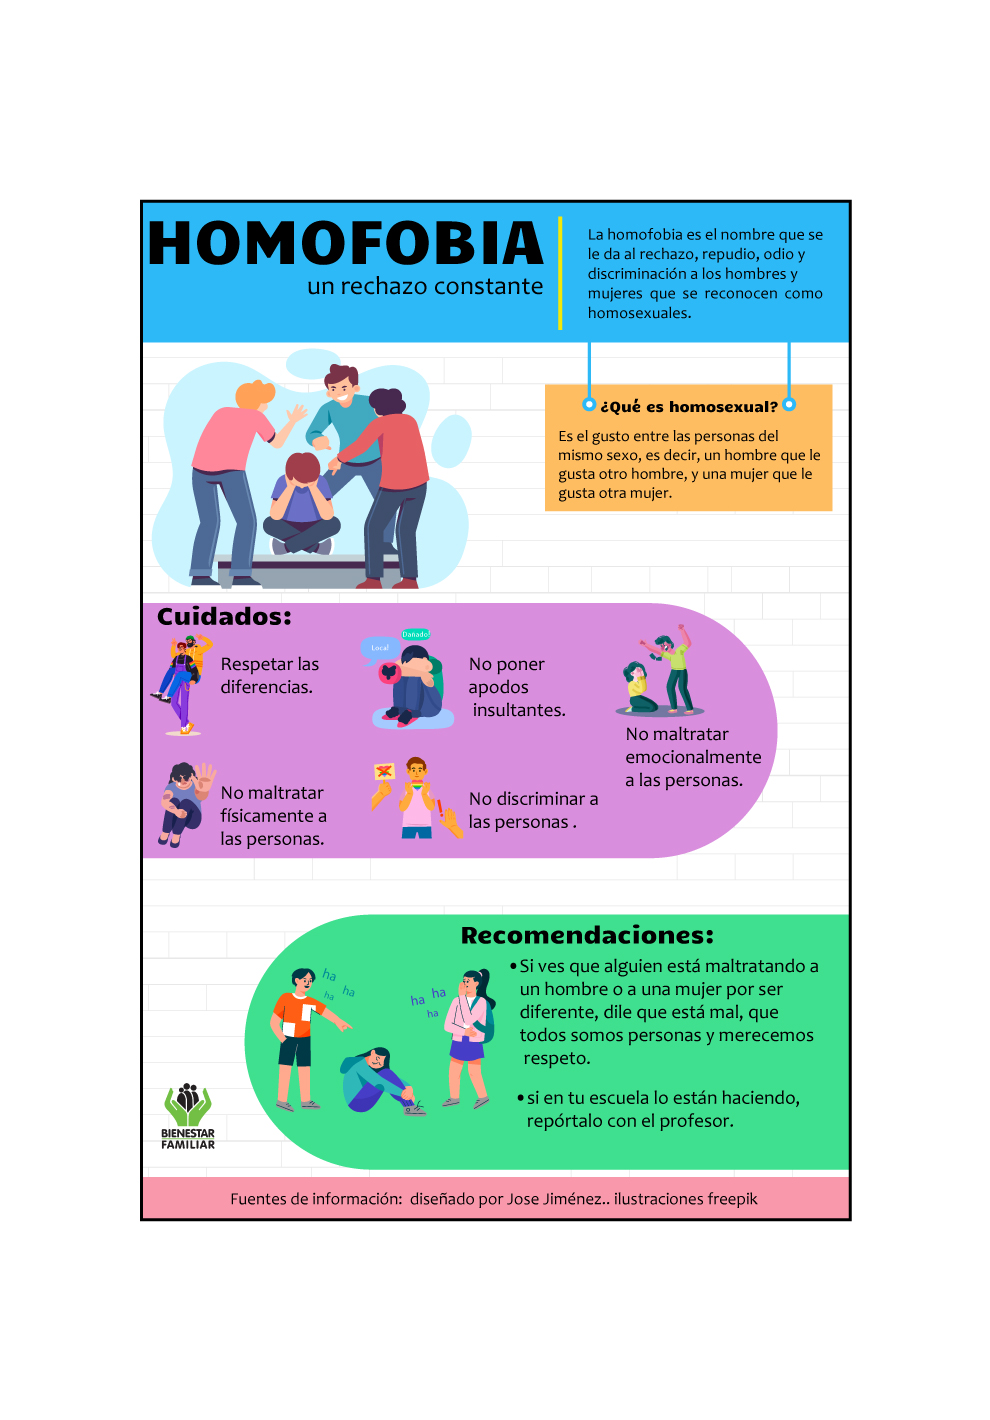 HOMOFOBIA
un rechazo constante
La homofobia es el nombre que se
le da al rechazo, repudio, odio y
discriminación a los hombres y
mujeres que se reconocen como
homosexuales.
¿Qué es homosexual?
Es el gusto entre las personas del
mismo sexo, es decir, un hombre que le
gusta otro hombre, y una mujer que le
gusta otra mujer.
Cuidados:
Respetar las
diferencias.
Dañado!
Loca!
No poner
apodos
insultantes.
No maltratar
emocionalmente
a las personas.
No maltratar
físicamente a
las personas.
No discriminar a
las personas .
Recomendaciones:
•Si ves que alguien está maltratando a
un hombre o a una mujer por ser
diferente, dile que está mal, que
todos somos personas y merecemos
respeto.
•si en tu escuela lo están haciendo,
repórtalo con el profesor.
ha
ha
ha
ha
ha
ha
BIENESTAR
FAMILIAR
Fuentes de información: diseñado por Jose Jiménez.. ilustraciones freepik